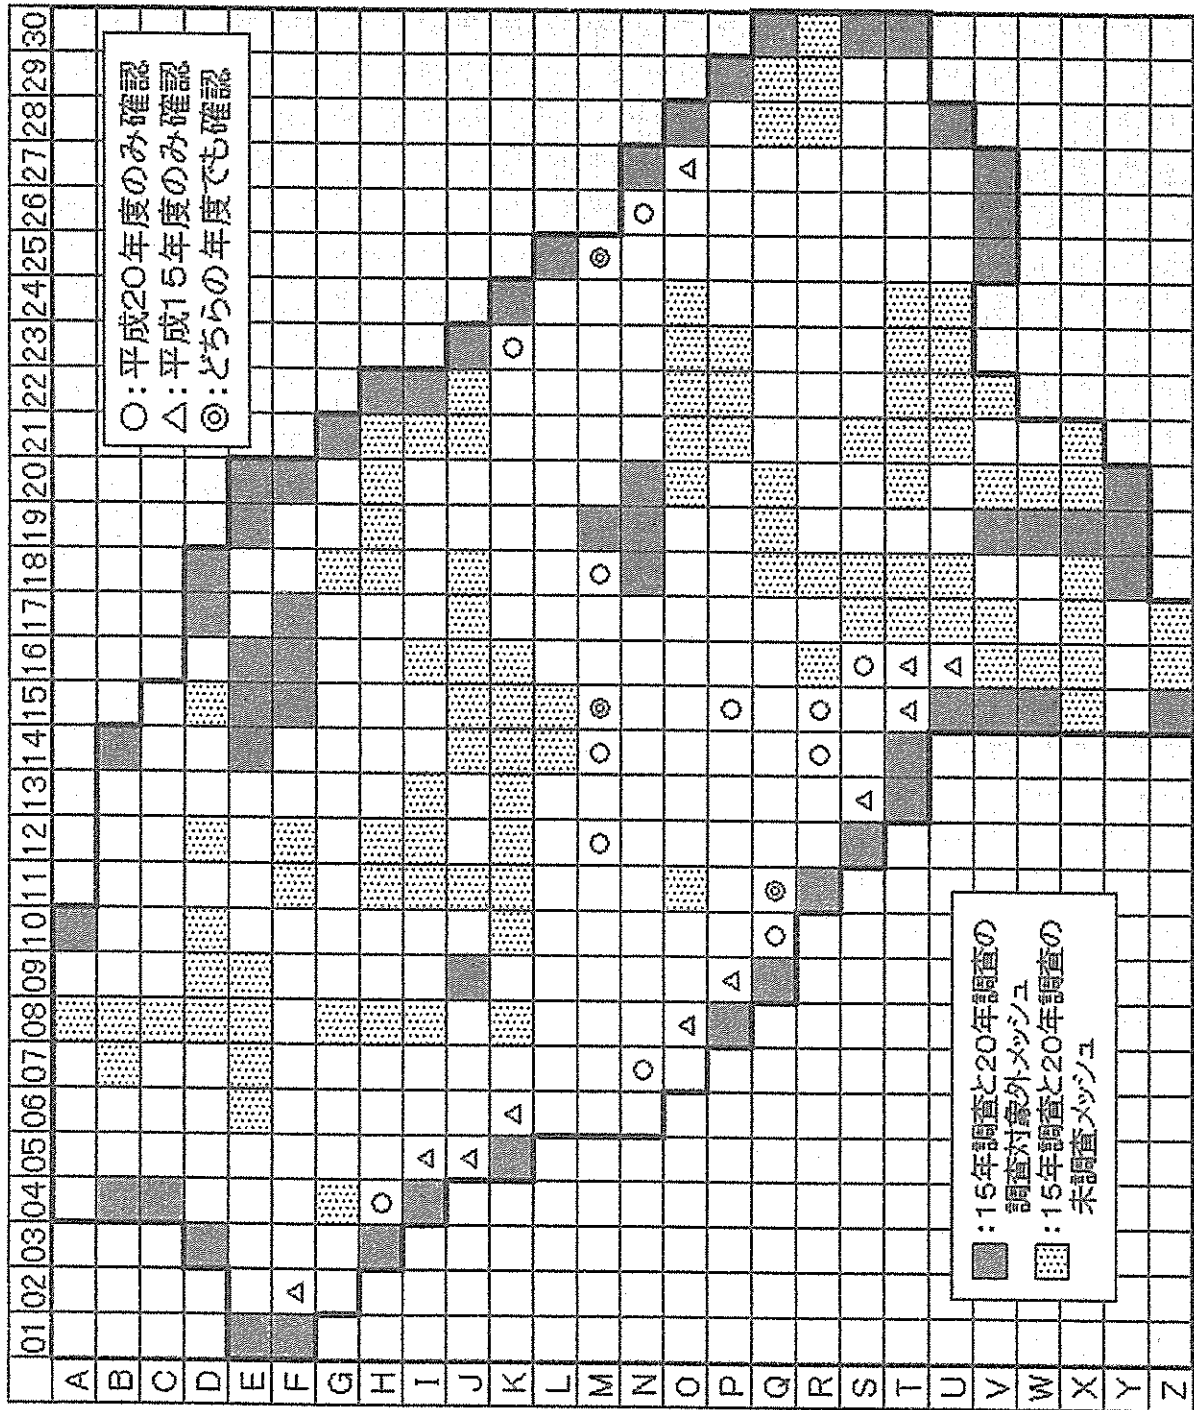 01 02 03 04 05 06 07 08 09 10 11 12 13 14 15 16 17 18 19 20 21 22 23 24 25 26 27 28 29 30
A
B
C
D
E
F
G
H
I
J
K
L
M
N
O
P
Q
R
S
T
U
V
W
X
Y
Z
○：平成20年度のみ確認
△：平成15年度のみ確認
◎：どちらの年度でも確認
：15年調査と20年調査の
調査対象外メッシュ
：15年調査と20年調査の
未調査メッシュ